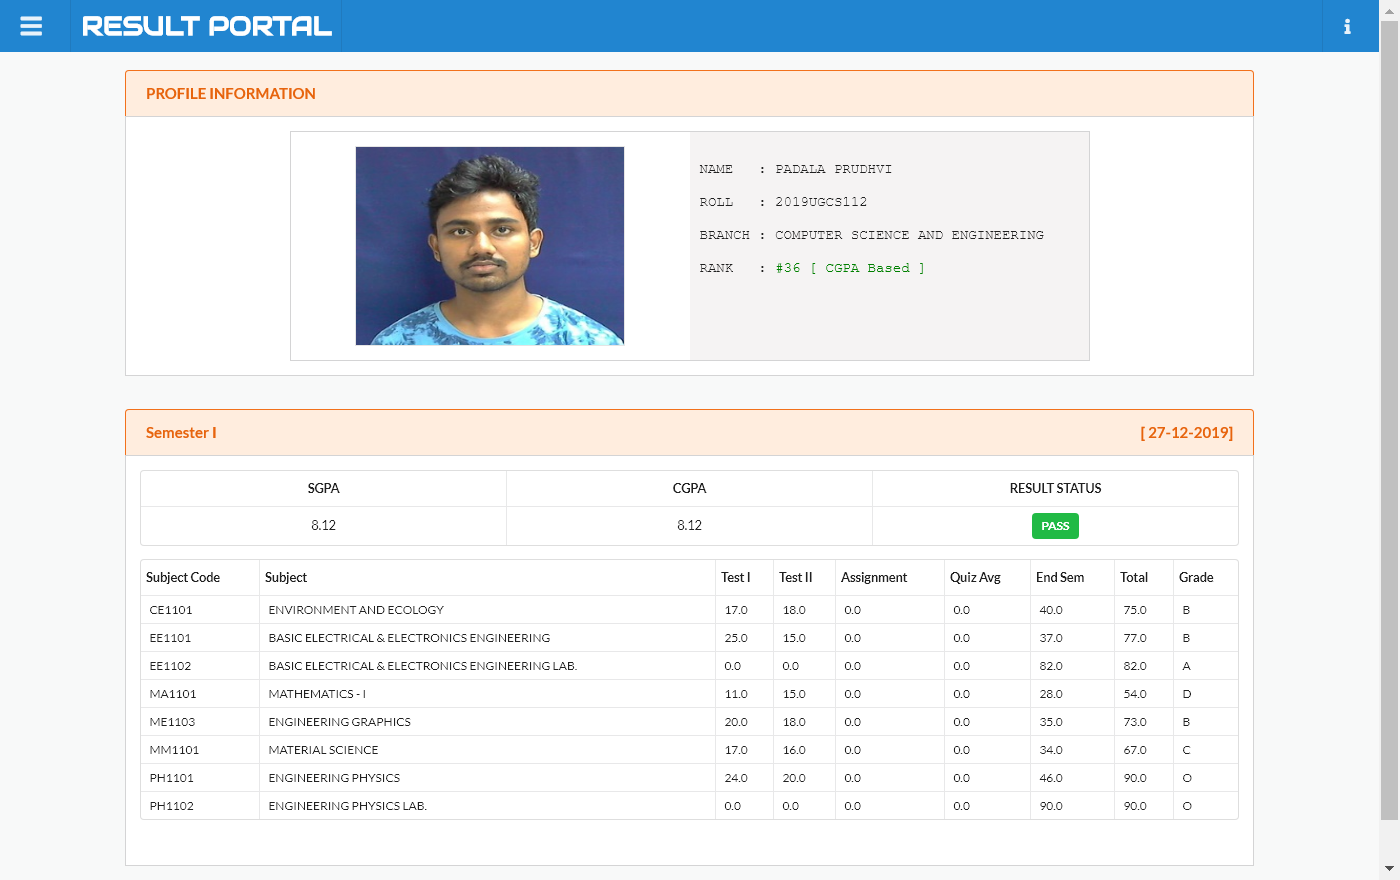 RESULT PORTAL
PROFILE INFORMATION
NAME : PADALA PRUDHVI
ROLL : 2019UGCS112
BRANCH : COMPUTER SCIENCE AND ENGINEERING
RANK : #36 [ CGPA Based ]
Semester I [ 27-12-2019]
SGPA CGPA RESULT STATUS
8.12 8.12 PASS
Subject Code Subject Test I Test II Assignment Quiz Avg End Sem Total Grade
CE1101 ENVIRONMENT AND ECOLOGY 17.0 18.0 0.0 0.0 40.0 75.0 B
EE1101 BASIC ELECTRICAL & ELECTRONICS ENGINEERING 25.0 15.0 0.0 0.0 37.0 77.0 B
EE1102 BASIC ELECTRICAL & ELECTRONICS ENGINEERING LAB. 0.0 0.0 0.0 0.0 82.0 82.0 A
MA1101 MATHEMATICS - I 11.0 15.0 0.0 0.0 28.0 54.0 D
ME1103 ENGINEERING GRAPHICS 20.0 18.0 0.0 0.0 35.0 73.0 B
MM1101 MATERIAL SCIENCE 17.0 16.0 0.0 0.0 34.0 67.0 C
PH1101 ENGINEERING PHYSICS 24.0 20.0 0.0 0.0 46.0 90.0 O
PH1102 ENGINEERING PHYSICS LAB. 0.0 0.0 0.0 0.0 90.0 90.0 O